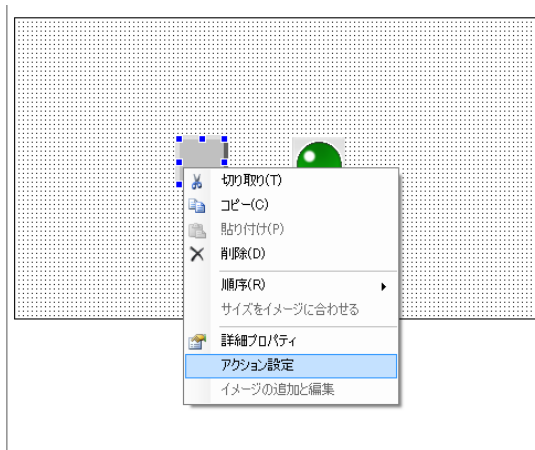 切り取り(T)
コピー(C)
貼り付け(P)
削除(D)
順序(R)
サイズをイメージに合わせる
詳細プロパティ
アクション設定
イメージの追加と編集